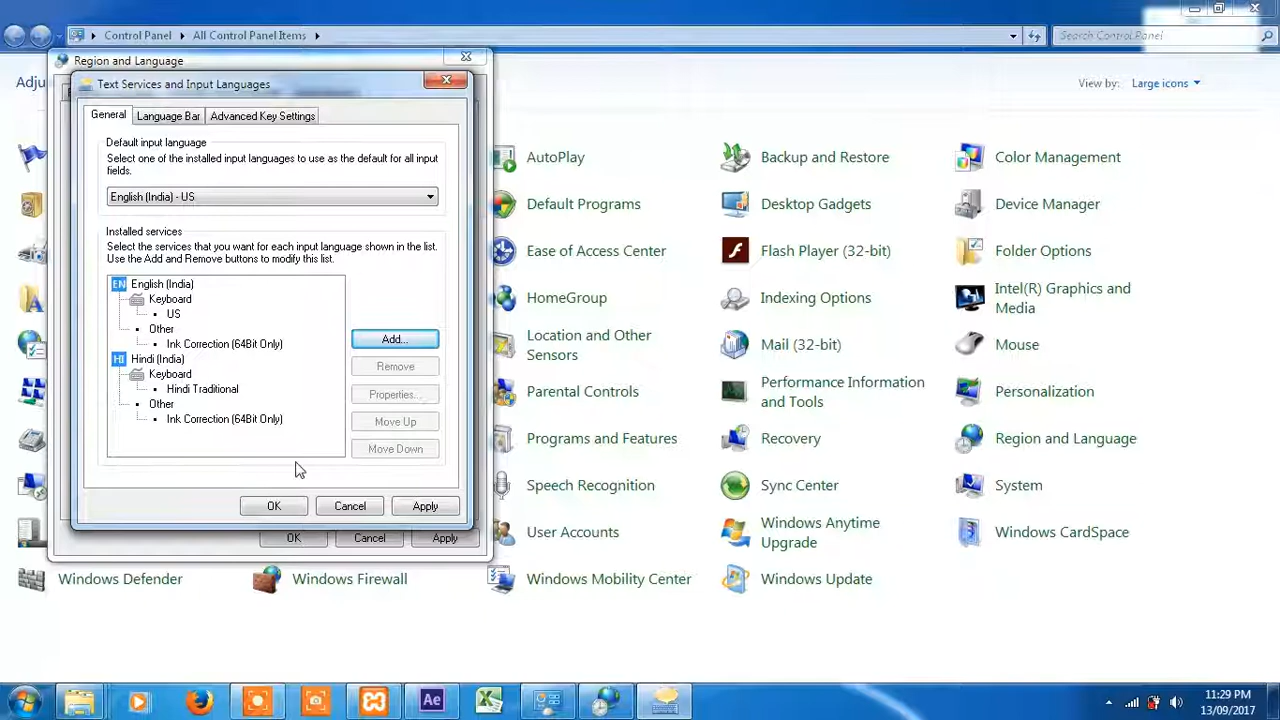 Control Panel
All Control Panel Items
Search Control Panel
Region and Language
Adju
View by:
Large icons
Text Services and Input Languages
General
Language Bar
Advanced Key Settings
Default input language
Select one of the installed input languages to use as the default for all input
fields.
English (India) - US
Installed services
Select the services that you want for each input language shown in the list.
Use the Add and Remove buttons to modify this list.
EN English (India)
Keyboard
US
Other
Ink Correction (64Bit Only)
HI Hindi (India)
Keyboard
Hindi Traditional
Other
Ink Correction (64Bit Only)
Add...
Remove
Properties...
Move Up
Move Down
OK
Cancel
Apply
OK
Cancel
Apply
AutoPlay
Backup and Restore
Color Management
Default Programs
Desktop Gadgets
Device Manager
Ease of Access Center
Flash Player (32-bit)
Folder Options
HomeGroup
Indexing Options
Intel(R) Graphics and
Media
Location and Other
Sensors
Mail (32-bit)
Mouse
Parental Controls
Performance Information
and Tools
Personalization
Programs and Features
Recovery
Region and Language
Speech Recognition
Sync Center
System
User Accounts
Windows Anytime
Upgrade
Windows CardSpace
Windows Defender
Windows Firewall
Windows Mobility Center
Windows Update
Ae
11:29 PM
13/09/2017